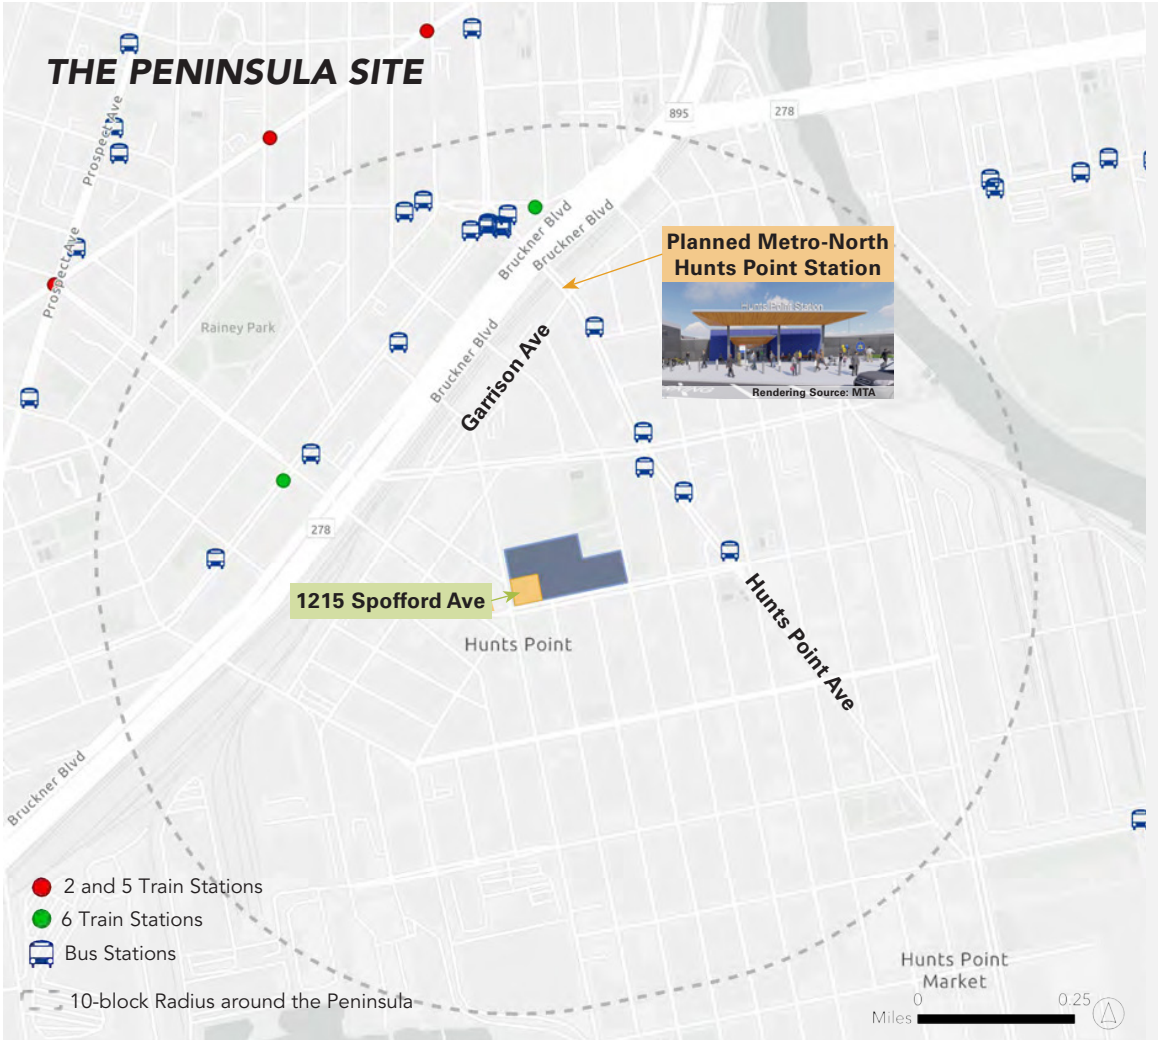 THE PENINSULA SITE
Prospect Ave
Prospect Ave
895
278
Bruckner Blvd
Bruckner Blvd
Planned Metro-North
Hunts Point Station
Hunts Point Station
Rendering Source: MTA
Rainey Park
Bruckner Blvd
Garrison Ave
278
1215 Spofford Ave
Hunts Point
Hunts Point Ave
Bruckner Blvd
2 and 5 Train Stations
6 Train Stations
Bus Stations
10-block Radius around the Peninsula
Hunts Point
Market
0 0.25
Miles